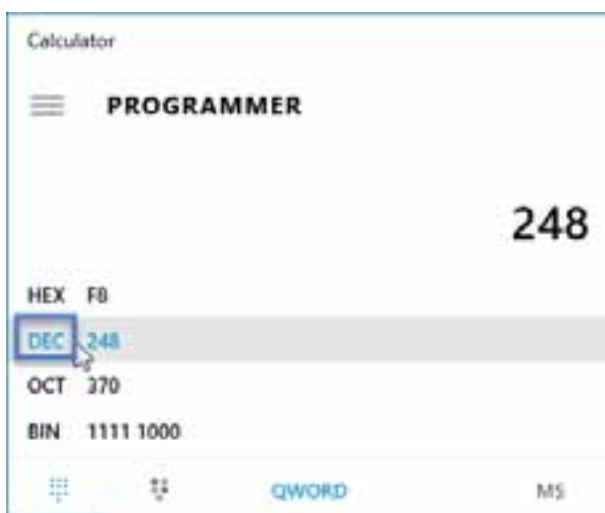 Calculator
PROGRAMMER
248
HEX F8
DEC 248
OCT 370
BIN 1111 1000
QWORD MS